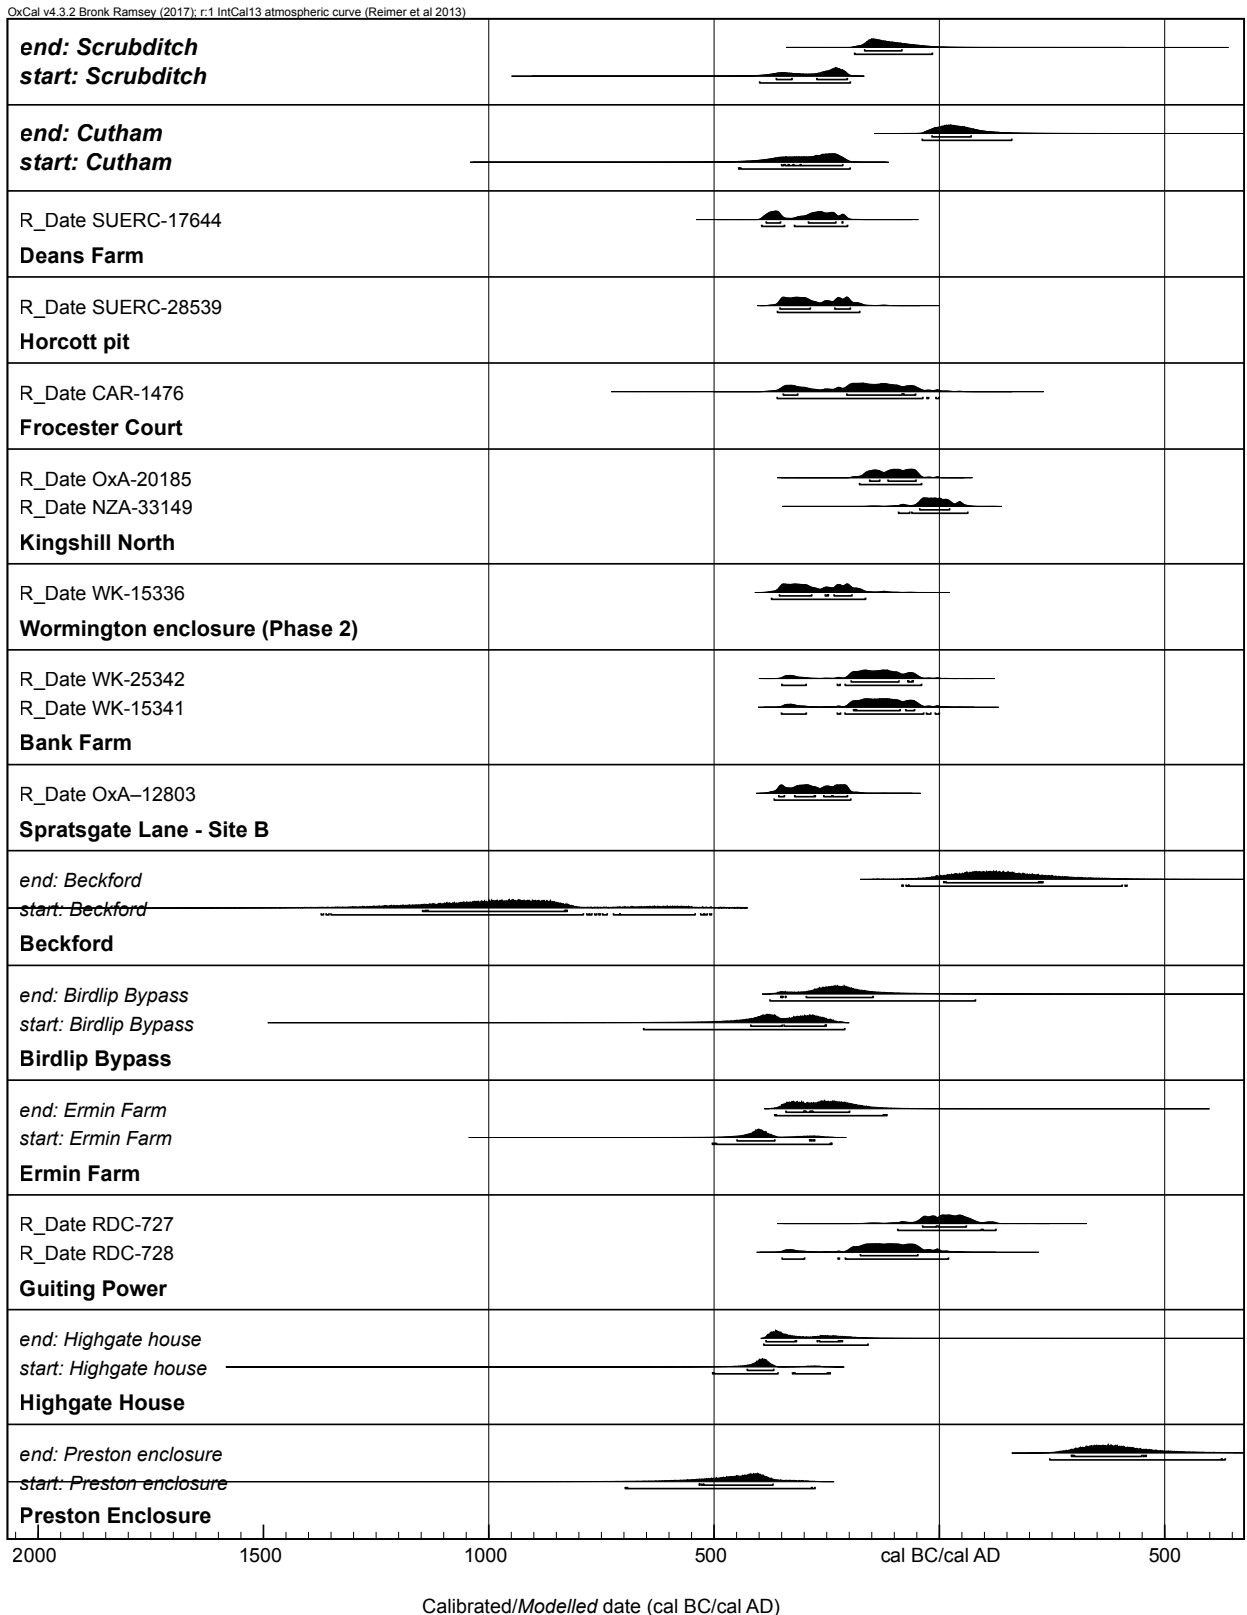 OxCal v4.3.2 Bronk Ramsey (2017); r:1 IntCal13 atmospheric curve (Reimer et al 2013)
end: Scrubditch
start: Scrubditch
end: Cutham
start: Cutham
R_Date SUERC-17644
Deans Farm
R_Date SUERC-28539
Horcott pit
R_Date CAR-1476
Frocester Court
R_Date OxA-20185
R_Date NZA-33149
Kingshill North
R_Date WK-15336
Wormington enclosure (Phase 2)
R_Date WK-25342
R_Date WK-15341
Bank Farm
R_Date OxA–12803
Spratsgate Lane - Site B
end: Beckford
start: Beckford
Beckford
end: Birdlip Bypass
start: Birdlip Bypass
Birdlip Bypass
end: Ermin Farm
start: Ermin Farm
Ermin Farm
R_Date RDC-727
R_Date RDC-728
Guiting Power
end: Highgate house
start: Highgate house
Highgate House
end: Preston enclosure
start: Preston enclosure
Preston Enclosure
2000 1500 1000 500 cal BC/cal AD 500
Calibrated/Modelled date (cal BC/cal AD)